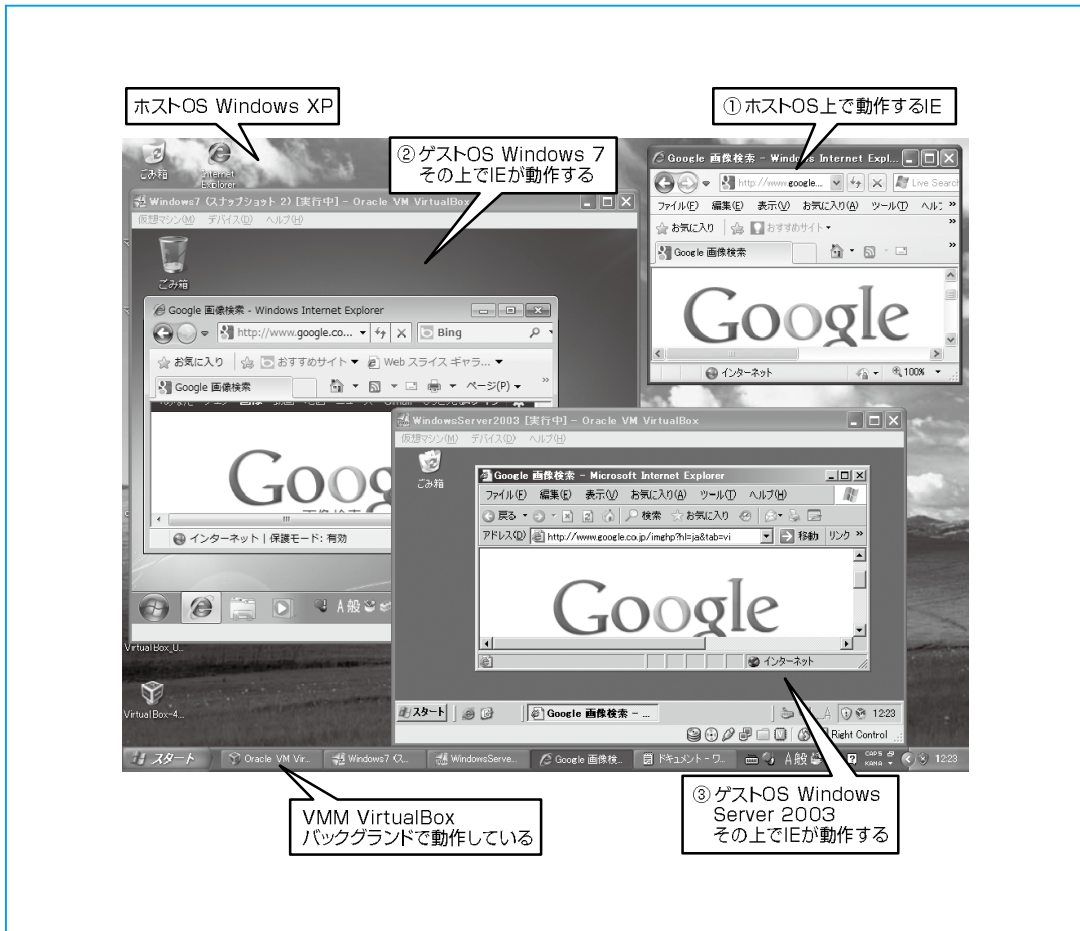 ホストOS Windows XP
①ホストOS上で動作するIE
②ゲストOS Windows 7
その上でIEが動作する
ごみ箱
Internet
Explorer
Google 画像検索 - Windows Internet Expl...
http://www.google...
Live Search
ファイル(F) 編集(E) 表示(V) お気に入り(A) ツール(T) ヘルプ
お気に入り おすすめサイト
Google 画像検索
Google
インターネット 100%
Windows7 (スナップショット 2) [実行中] - Oracle VM VirtualBox
仮想マシン(M) デバイス(D) ヘルプ(H)
ごみ箱
Google 画像検索 - Windows Internet Explorer
http://www.google.co... Bing
お気に入り おすすめサイト Web スライス ギャラ...
Google 画像検索 ページ(P)
Goog
インターネット | 保護モード: 有効
A 般
WindowsServer2003 [実行中] - Oracle VM VirtualBox
仮想マシン(M) デバイス(D) ヘルプ(H)
ごみ箱
Google 画像検索 - Microsoft Internet Explorer
ファイル(F) 編集(E) 表示(V) お気に入り(A) ツール(T) ヘルプ(H)
戻る 検索 お気に入り
アドレス(D) http://www.google.co.jp/imghp?hl=ja&tab=vi 移動 リンク »
Google
インターネット
スタート Google 画像検索 - ... 12:23
Right Control
VirtualBox_U...
VirtualBox-4...
スタート Oracle VM Vir... Windows7 (ス... WindowsServe... Google 画像検... ドキュメント - ワ... A 般 CAPS KANA 12:23
VMM VirtualBox
バックグランドで動作している
③ゲストOS Windows
Server 2003
その上でIEが動作する